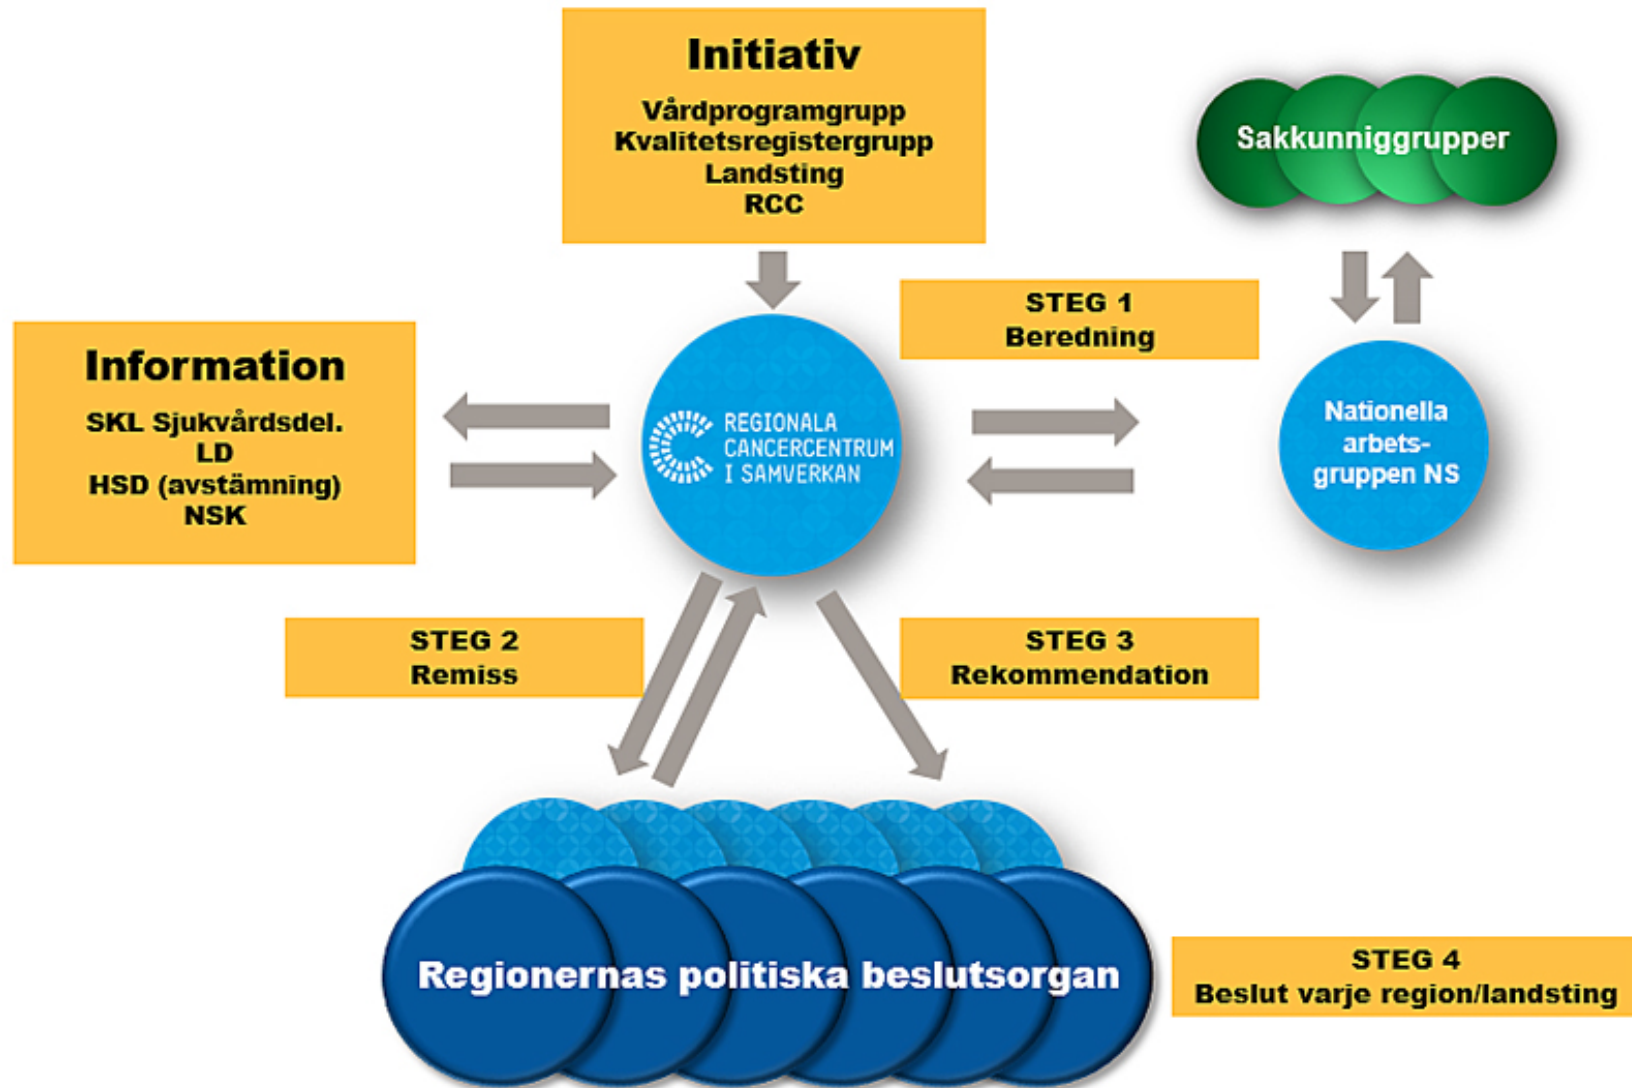 Initiativ
Vårdprogramgrupp
Kvalitetsregistergrupp
Landsting
RCC
Sakkunniggrupper
STEG 1
Beredning
Information
SKL Sjukvårdsdel.
LD
HSD (avstämning)
NSK
REGIONALA
CANCERCENTRUM
I SAMVERKAN
Nationella
arbets-
gruppen NS
STEG 2
Remiss
STEG 3
Rekommendation
Regionernas politiska beslutsorgan
STEG 4
Beslut varje region/landsting